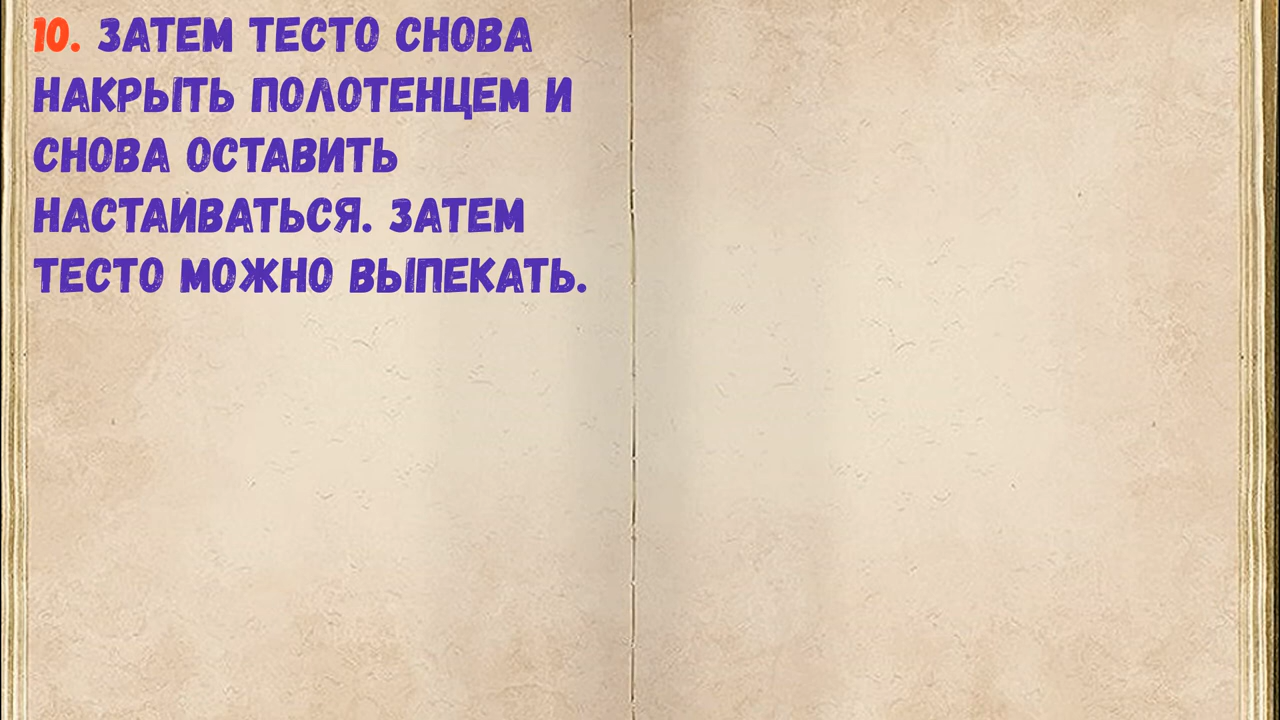 10. ЗАТЕМ ТЕСТО СНОВА
НАКРЫТЬ ПОЛОТЕНЦЕМ И
СНОВА ОСТАВИТЬ
НАСТАИВАТЬСЯ. ЗАТЕМ
ТЕСТО МОЖНО ВЫПЕКАТЬ.